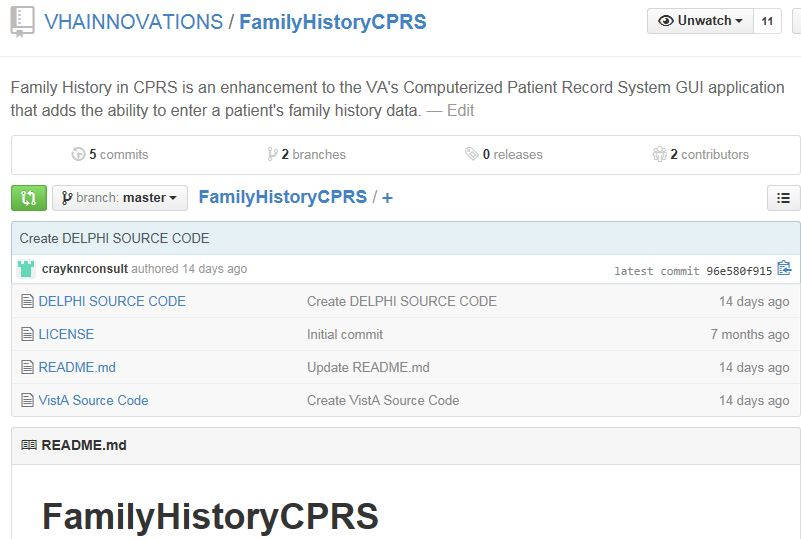 VHAINNOVATIONS / FamilyHistoryCPRS
Unwatch 11
Family History in CPRS is an enhancement to the VA's Computerized Patient Record System GUI application
that adds the ability to enter a patient's family history data. — Edit
5 commits 2 branches 0 releases 2 contributors
branch: master FamilyHistoryCPRS / +
Create DELPHI SOURCE CODE
crayknrconsult authored 14 days ago latest commit 96e580f915
DELPHI SOURCE CODE Create DELPHI SOURCE CODE 14 days ago
LICENSE Initial commit 7 months ago
README.md Update README.md 14 days ago
VistA Source Code Create VistA Source Code 14 days ago
README.md
FamilyHistoryCPRS